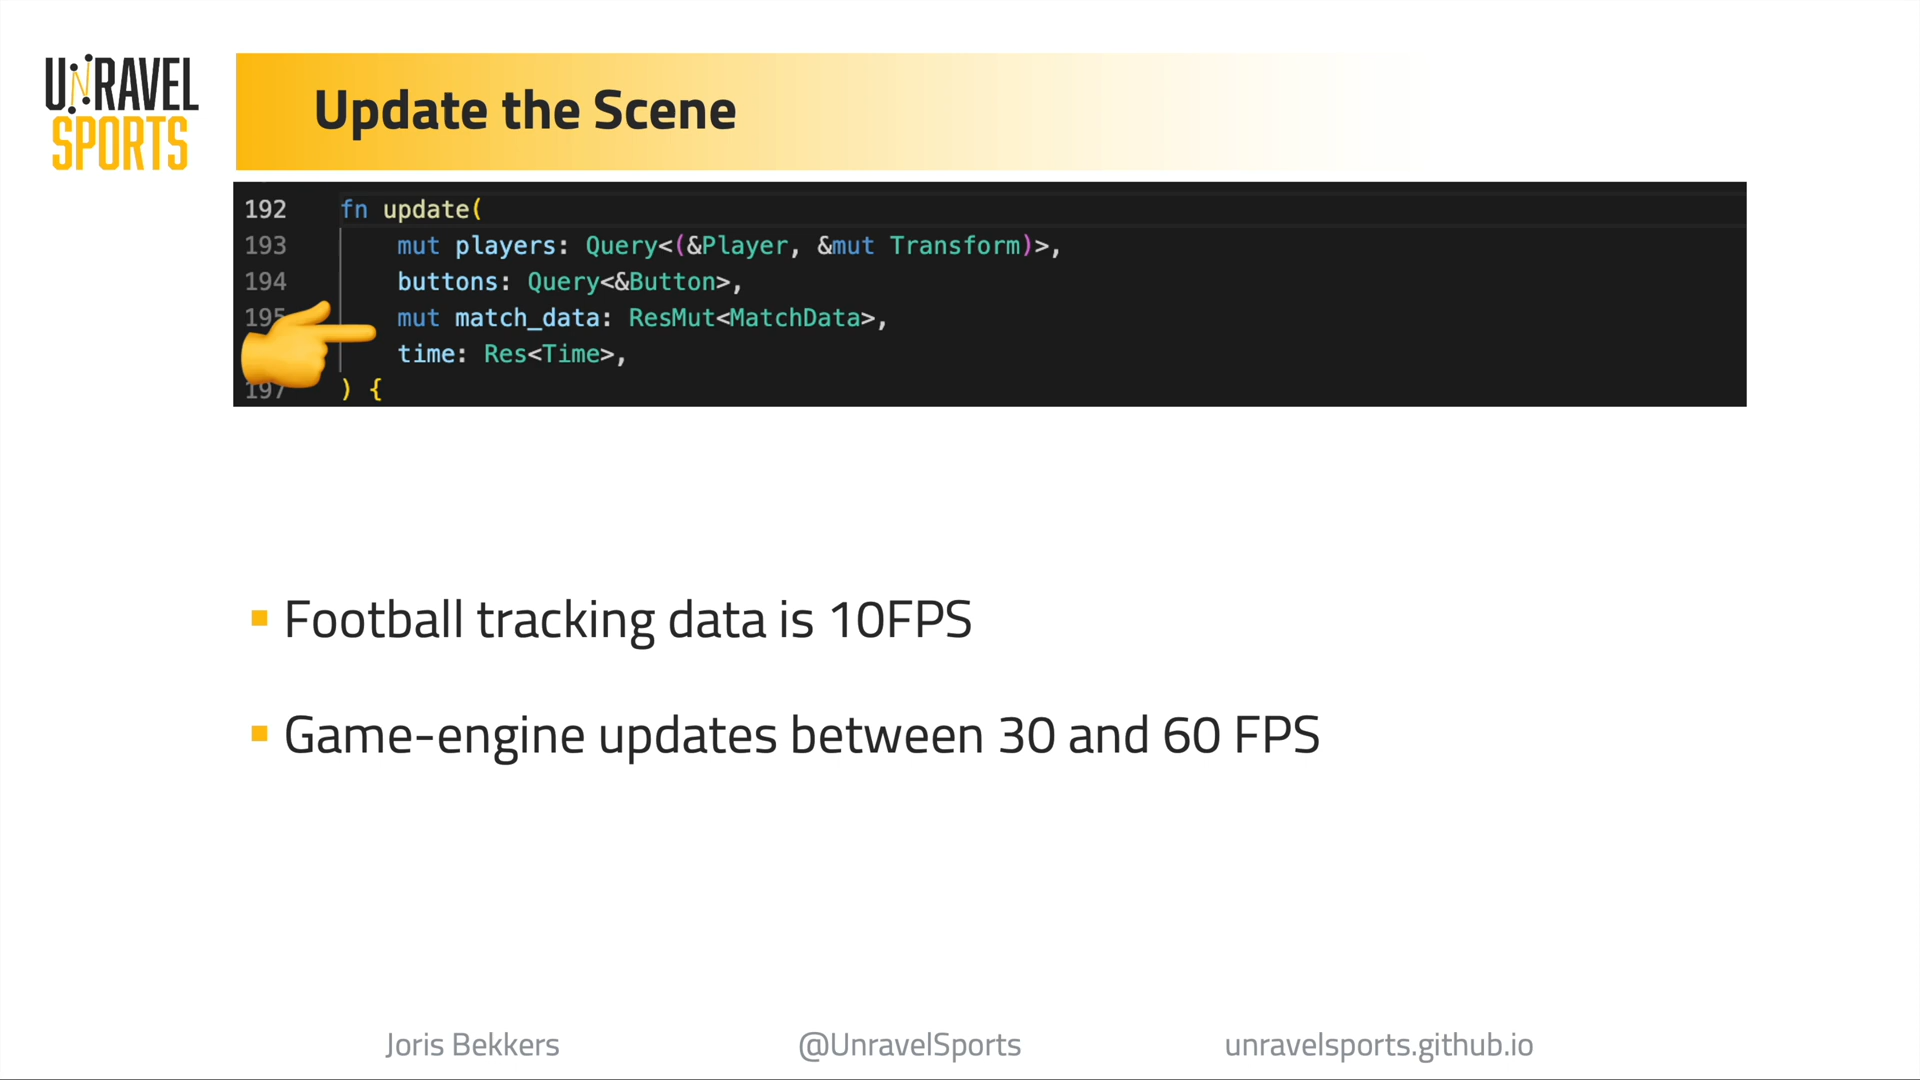 UNRAVEL
SPORTS
Update the Scene
192 fn update(
193 mut players: Query<(&Player, &mut Transform)>,
194 buttons: Query<&Button>,
195 mut match_data: ResMut<MatchData>,
time: Res<Time>,
197 ) {
Football tracking data is 10FPS
Game-engine updates between 30 and 60 FPS
Joris Bekkers
@UnravelSports
unravelsports.github.io